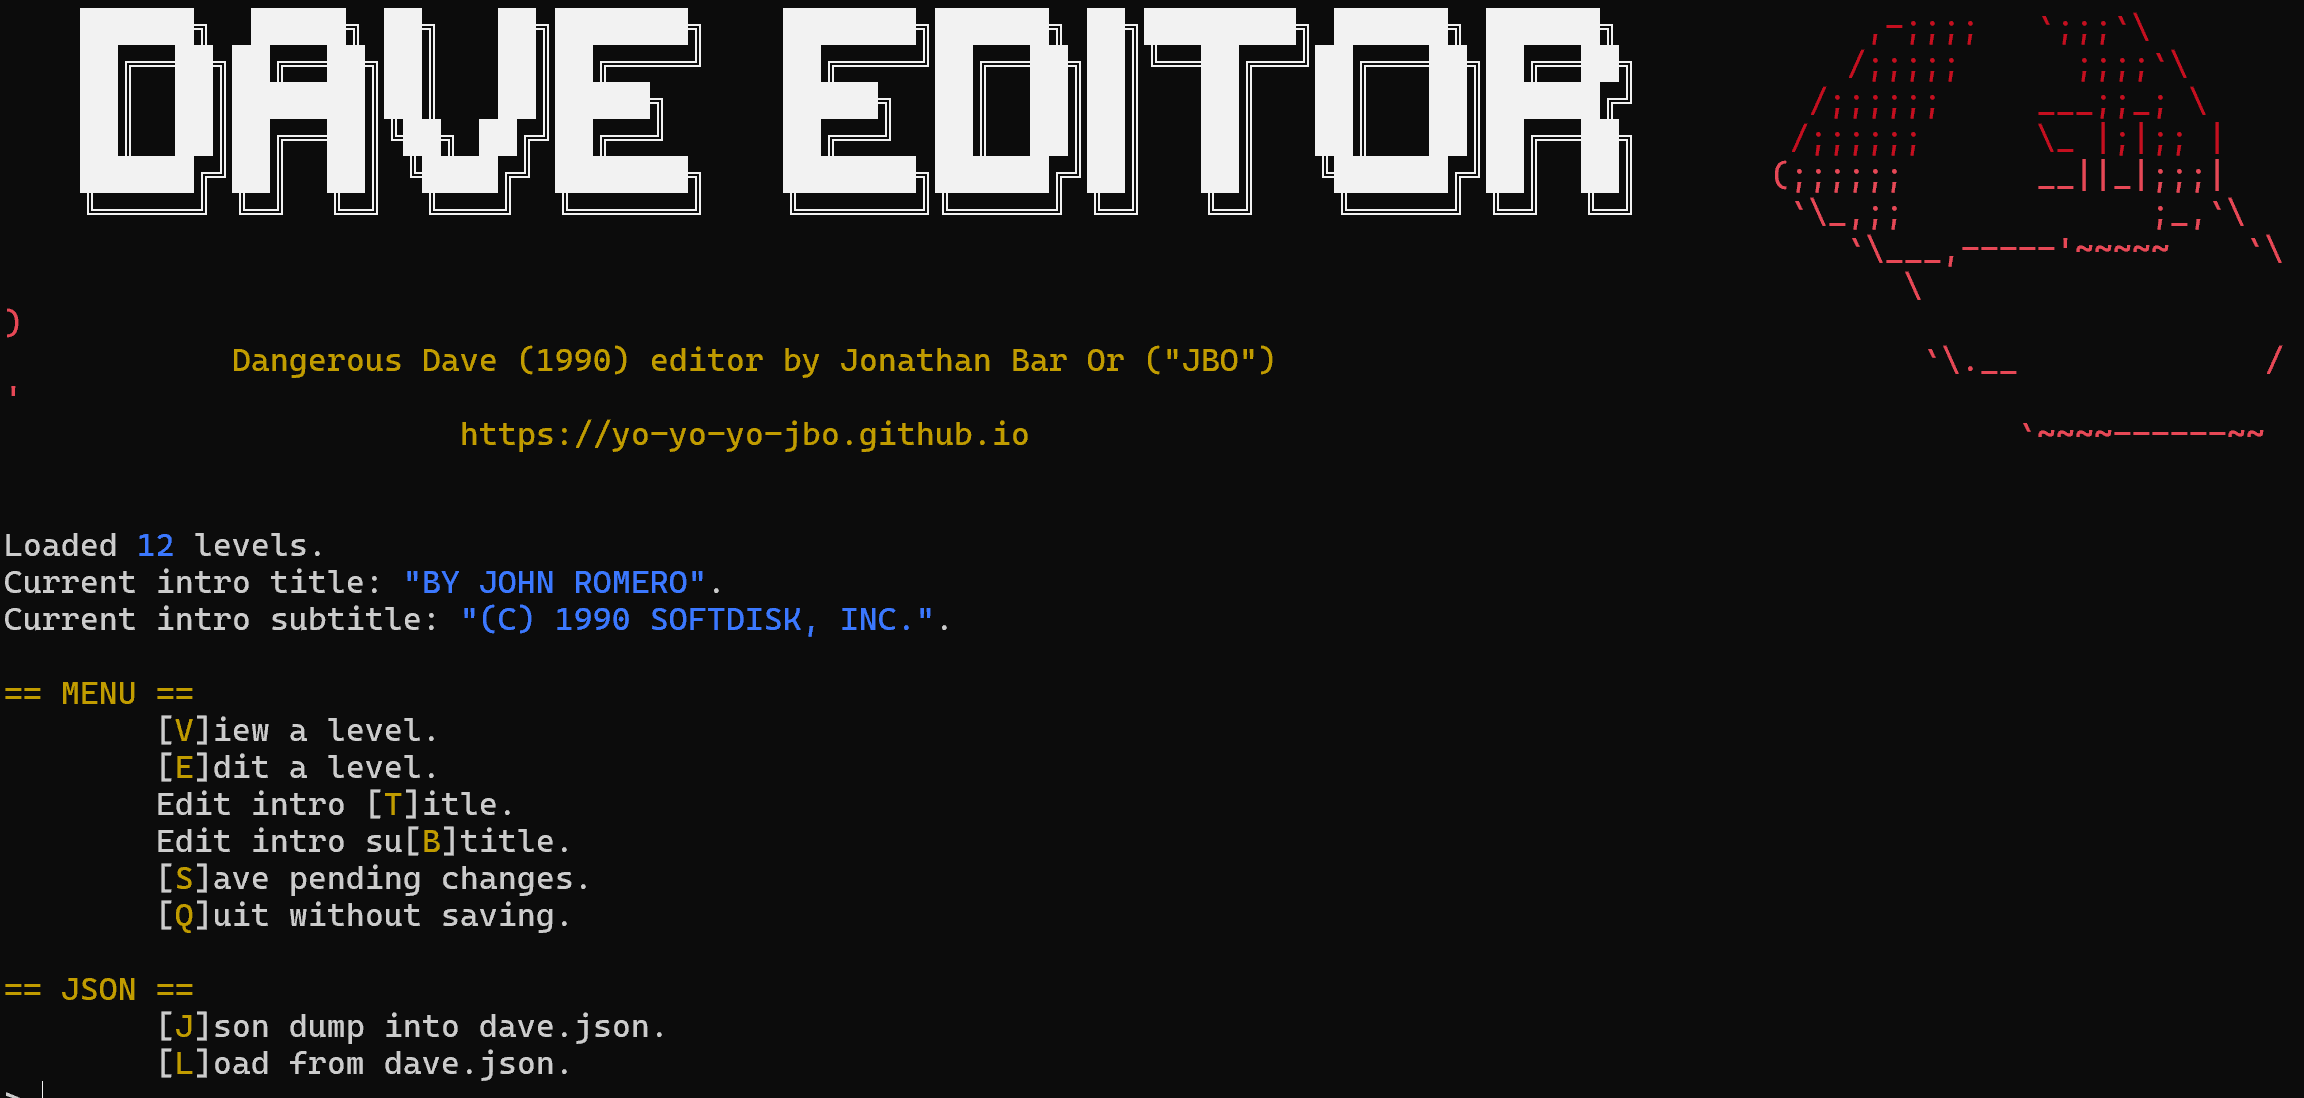 DAVE EDITOR
Dangerous Dave (1990) editor by Jonathan Bar Or ("JBO")
https://yo-yo-yo-jbo.github.io
Loaded 12 levels.
Current intro title: "BY JOHN ROMERO".
Current intro subtitle: "(C) 1990 SOFTDISK, INC.".
== MENU ==
[V]iew a level.
[E]dit a level.
Edit intro [T]itle.
Edit intro su[B]title.
[S]ave pending changes.
[Q]uit without saving.
== JSON ==
[J]son dump into dave.json.
[L]oad from dave.json.
>